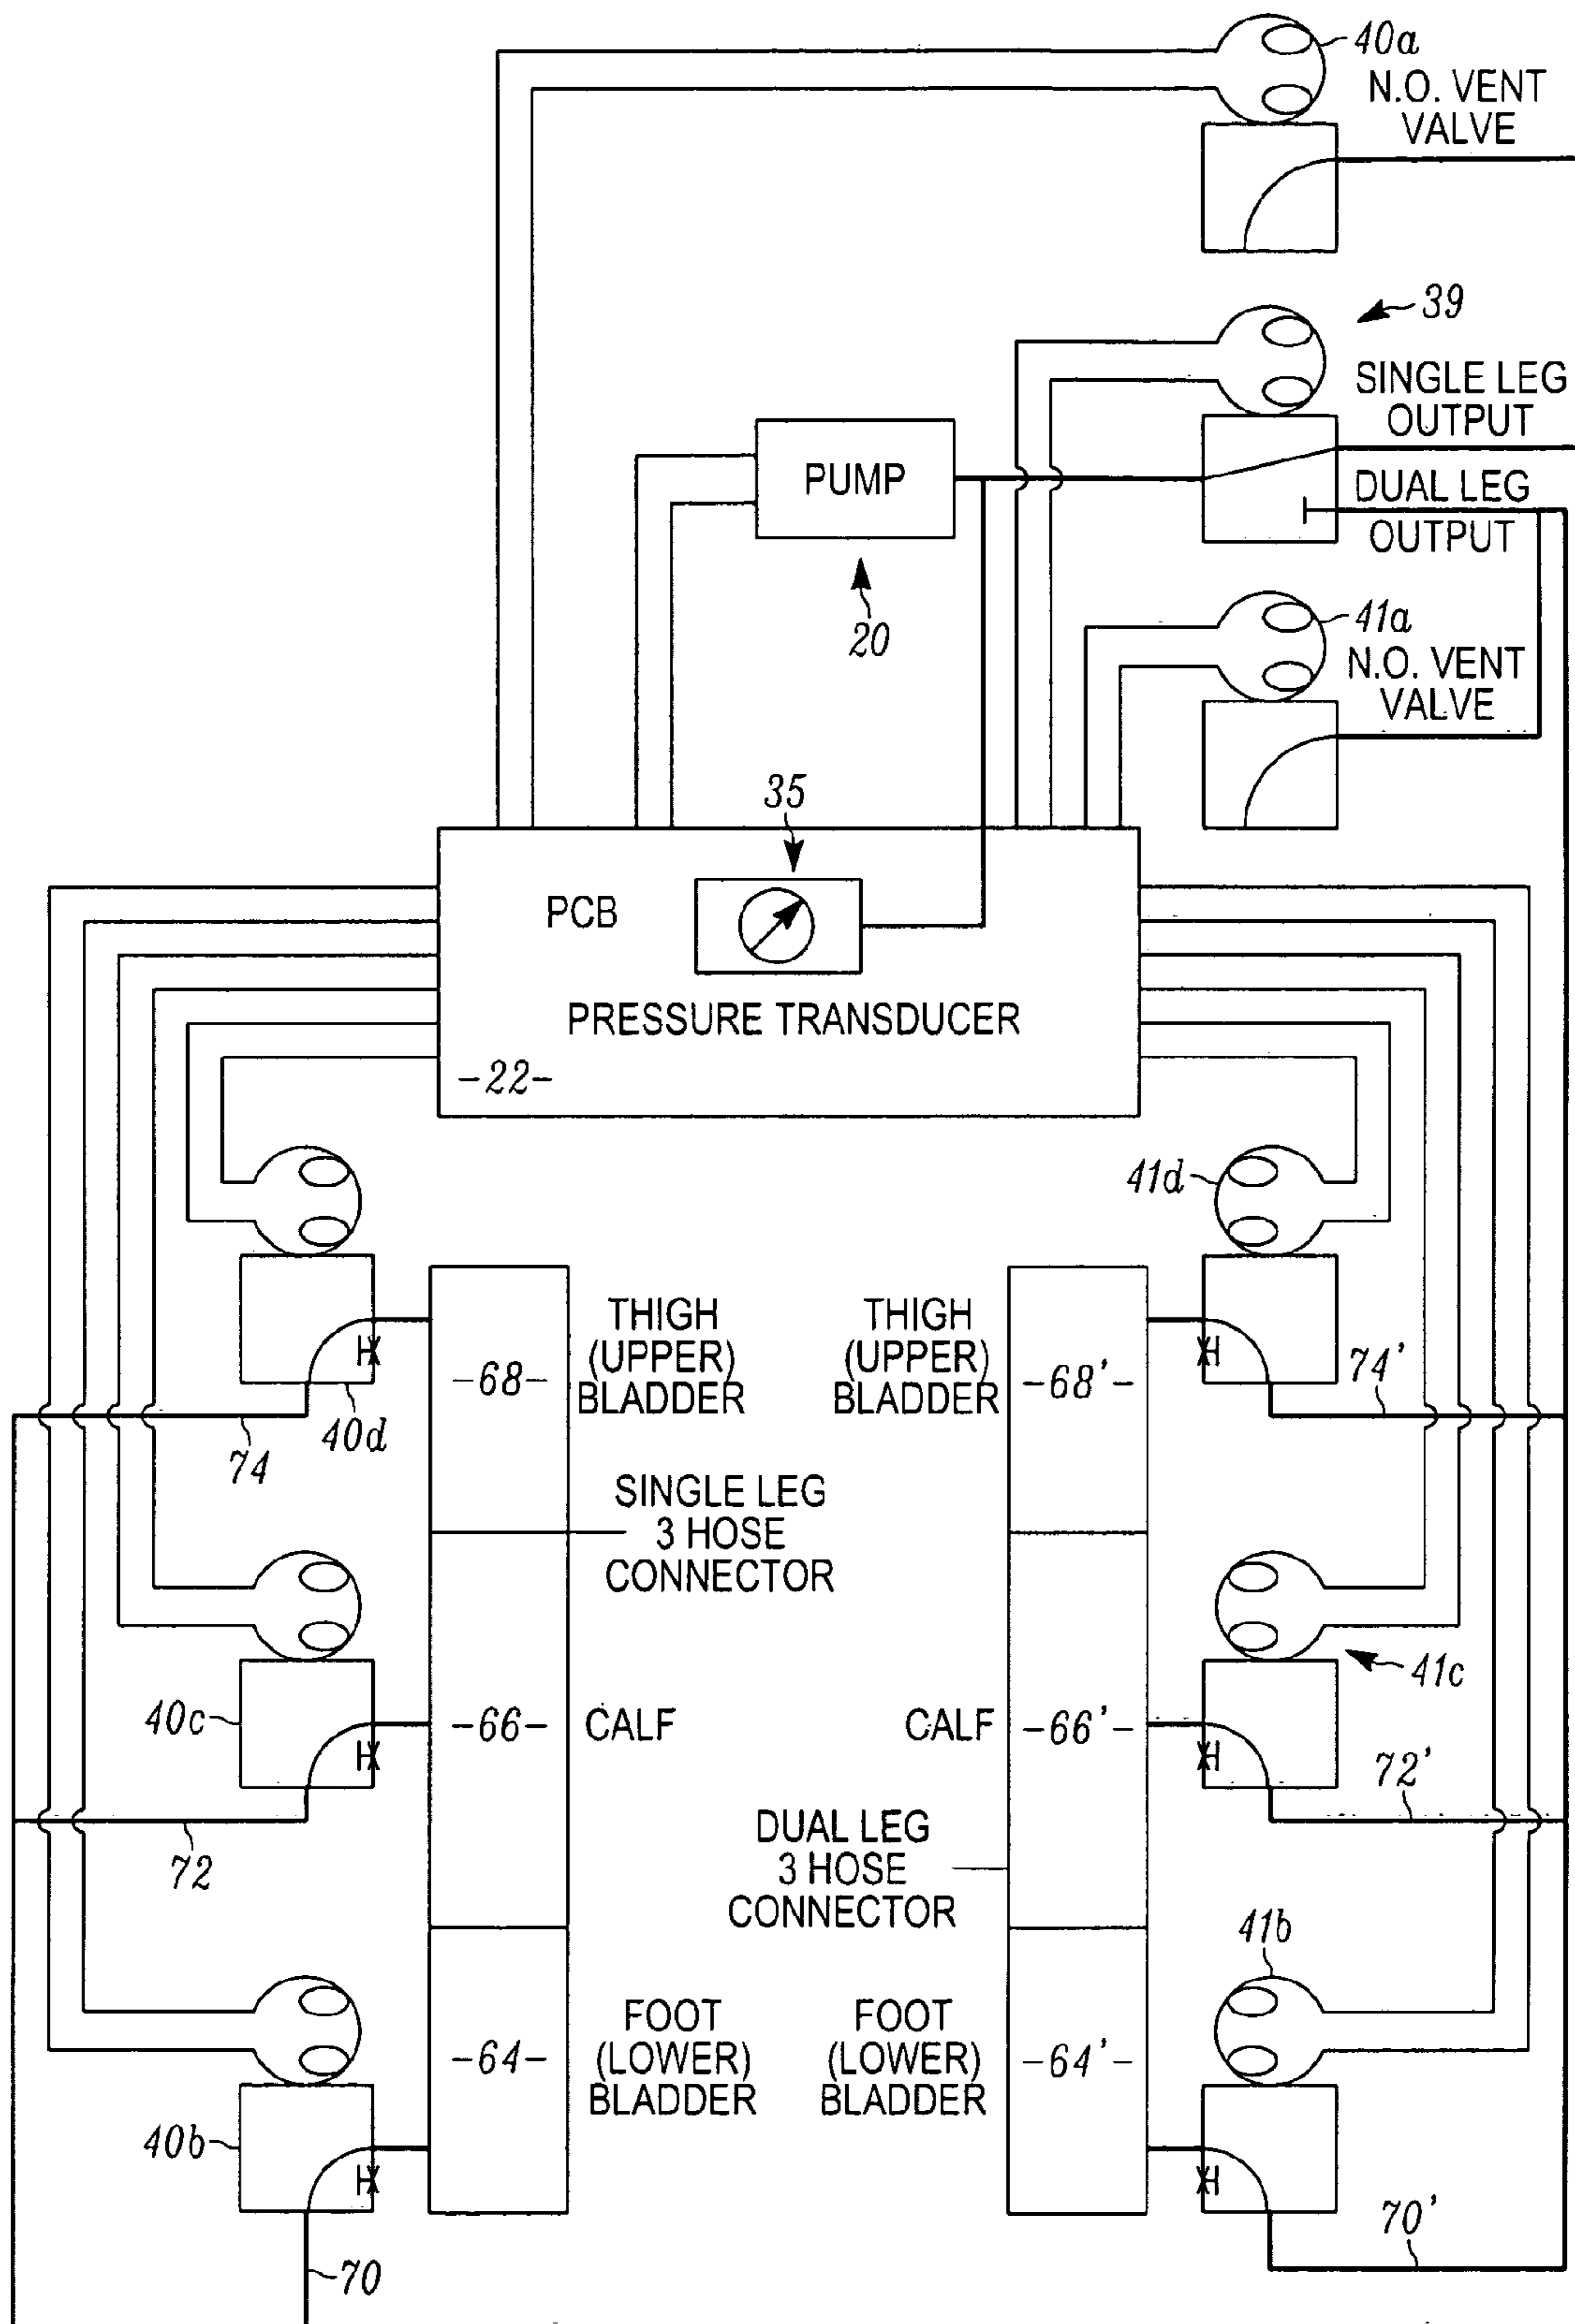 40a
N.O. VENT
VALVE
39
SINGLE LEG
OUTPUT
PUMP
DUAL LEG
OUTPUT
20
41a
N.O. VENT
VALVE
35
PCB
PRESSURE TRANSDUCER
-22-
41d
THIGH
(UPPER)
BLADDER
THIGH
(UPPER)
BLADDER
-68-
-68'-
74'
40d
74
SINGLE LEG
3 HOSE
CONNECTOR
41c
40c
-66-
CALF
CALF
-66'-
72'
DUAL LEG
3 HOSE
CONNECTOR
72
41b
FOOT
(LOWER)
BLADDER
FOOT
(LOWER)
BLADDER
-64-
-64'-
40b
70'
70